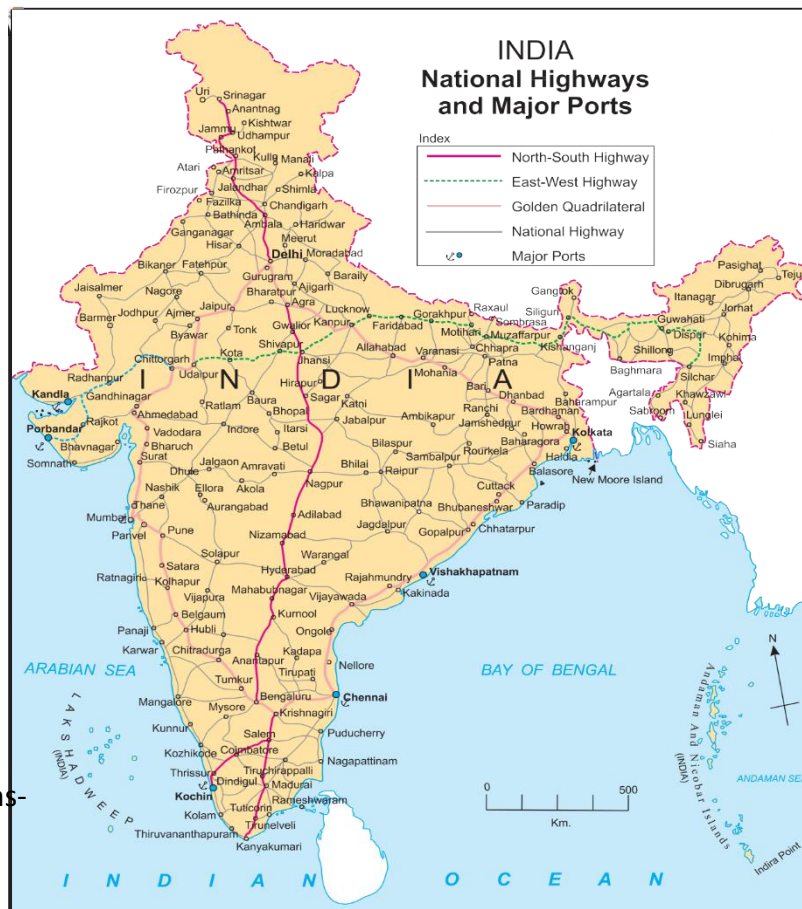 INDIA
National Highways
and Major Ports
Index
North-South Highway
East-West Highway
Golden Quadrilateral
National Highway
Major Ports
Uri
Srinagar
Anantnag
Kishtwar
Jammu
Udhampur
Pathankot
Kullu
Manali
Atari
Amritsar
Kalpa
Firozpur
Jalandhar
Shimla
Fazilka
Chandigarh
Bathinda
Ambala
Haridwar
Ganganagar
Hisar
Meerut
Delhi
Moradabad
Bikaner
Fatehpur
Gurugram
Baraily
Jaisalmer
Ajigarh
Nagore
Bharatpur
Agra
Lucknow
Jodhpur
Ajmer
Jaipur
Barmer
Byawar
Tonk
Gwalior
Kanpur
Faridabad
Gorakhpur
Raxaul
Sombrasa
Motihari
Muzaffarpur
Gangtok
Siliguri
Kishanganj
Pasighat
Teju
Dibrugarh
Itanagar
Jorhat
Guwahati
Dispur
Kohima
Shillong
Imphal
Baghmara
Silchar
Agartala
Khawzawl
Sabroom
Lunglei
Siaha
Chittorgarh
Kota
Shivapur
Jhansi
Allahabad
Varanasi
Chhapra
Patna
Mohania
Radhanpur
Udaipur
I N D I A
Kandla
Gandhinagar
Hirapur
Sagar
Katni
Bari
Dhanbad
Baharampur
Ahmedabad
Ratlam
Baura
Bhopal
Jabalpur
Ambikapur
Ranchi
Jamshedpur
Bardhaman
Howrah
Kolkata
Porbandar
Rajkot
Vadodara
Indore
Itarsi
Baharagora
Haldia
Bhavnagar
Bharuch
Betul
Bilaspur
Rourkela
Somnath
Surat
Dhule
Jalgaon
Amravati
Bhilai
Raipur
Sambalpur
Balasore
New Moore Island
Nashik
Ellora
Akola
Nagpur
Cuttack
Thane
Aurangabad
Bhawanipatna
Bhubaneshwar
Paradip
Mumbai
Adilabad
Jagdalpur
Gopalpur
Chhatarpur
Panvel
Pune
Nizamabad
Solapur
Warangal
Satara
Hyderabad
Rajahmundry
Vishakhapatnam
Ratnagiri
Kolhapur
Vijapura
Mahabubnagar
Vijayawada
Kakinada
Belgaum
Kurnool
Panaji
Hubli
Ongole
Karwar
Chitradurga
Anantapur
Kadapa
Nellore
ARABIAN SEA
BAY OF BENGAL
Tirupati
Tumkur
Mangalore
Bengaluru
Chennai
Mysore
Krishnagiri
Kunnur
Salem
Puducherry
LAKSHADWEEP
(INDIA)
Kozhikode
Coimbatore
Nagapattinam
Thrissur
Tiruchirappalli
Dindigul
Madurai
Kochin
Rameshwaram
Tuticorin
Kolam
Tirunelveli
Thiruvananthapuram
Kanyakumari
0
500
Km.
N
Andaman And Nicobar Islands
(INDIA)
ANDAMAN SEA
Indira Point
INDIAN OCEAN
s-